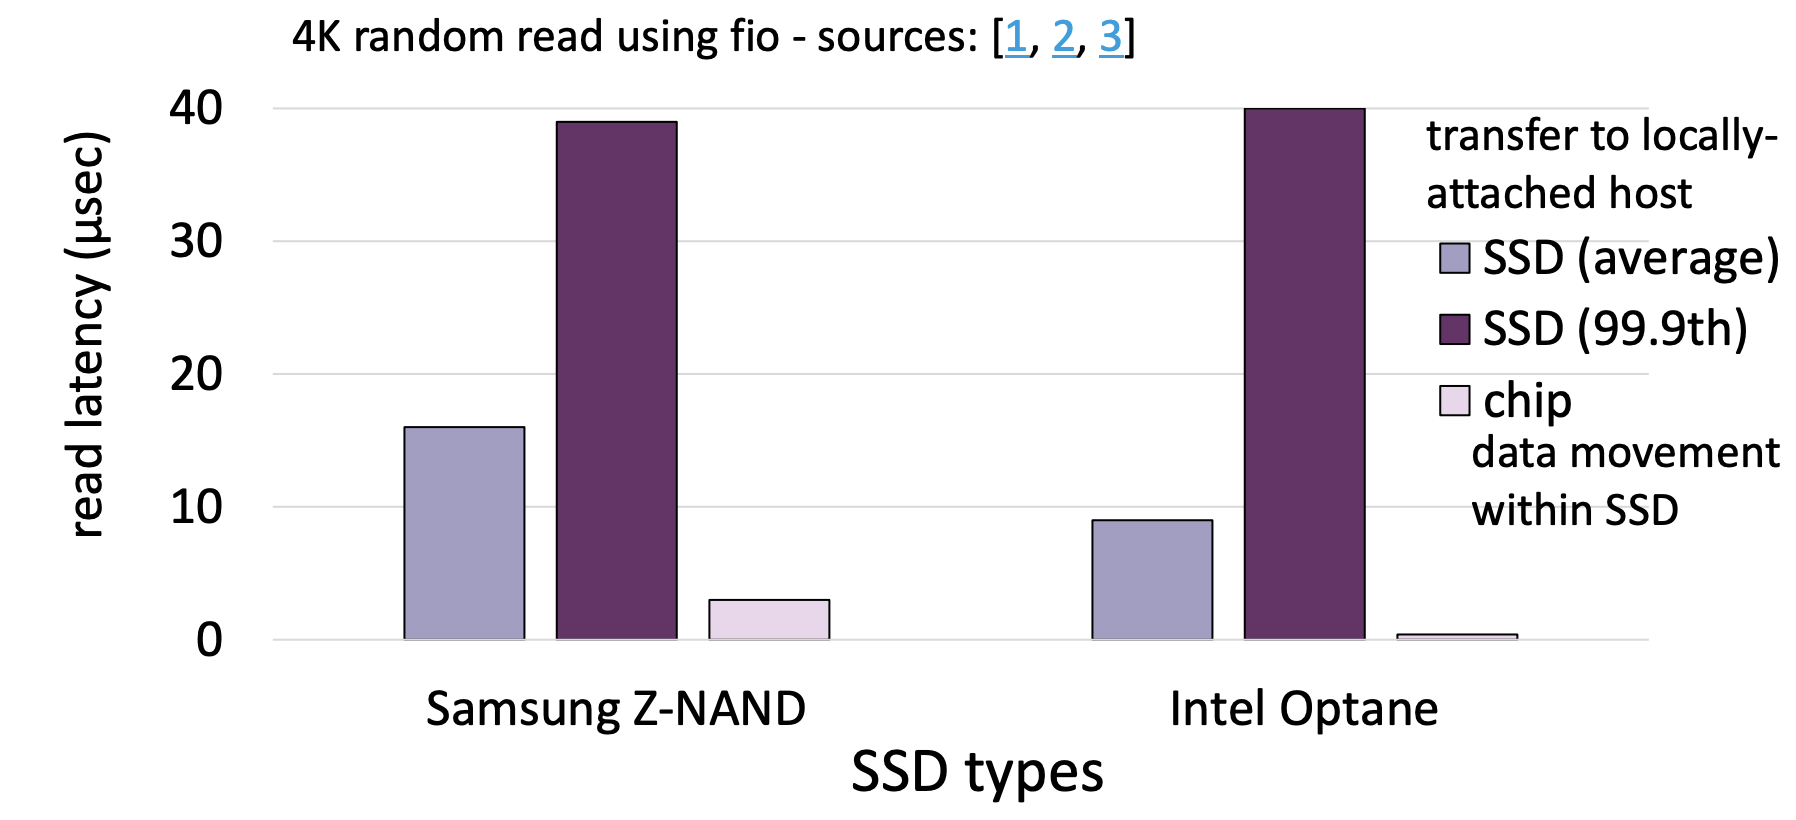 4K random read using fio - sources: [1, 2, 3]
read latency (µsec)
40
30
20
10
0
transfer to locally-
attached host
SSD (average)
SSD (99.9th)
chip
data movement
within SSD
Samsung Z-NAND
Intel Optane
SSD types